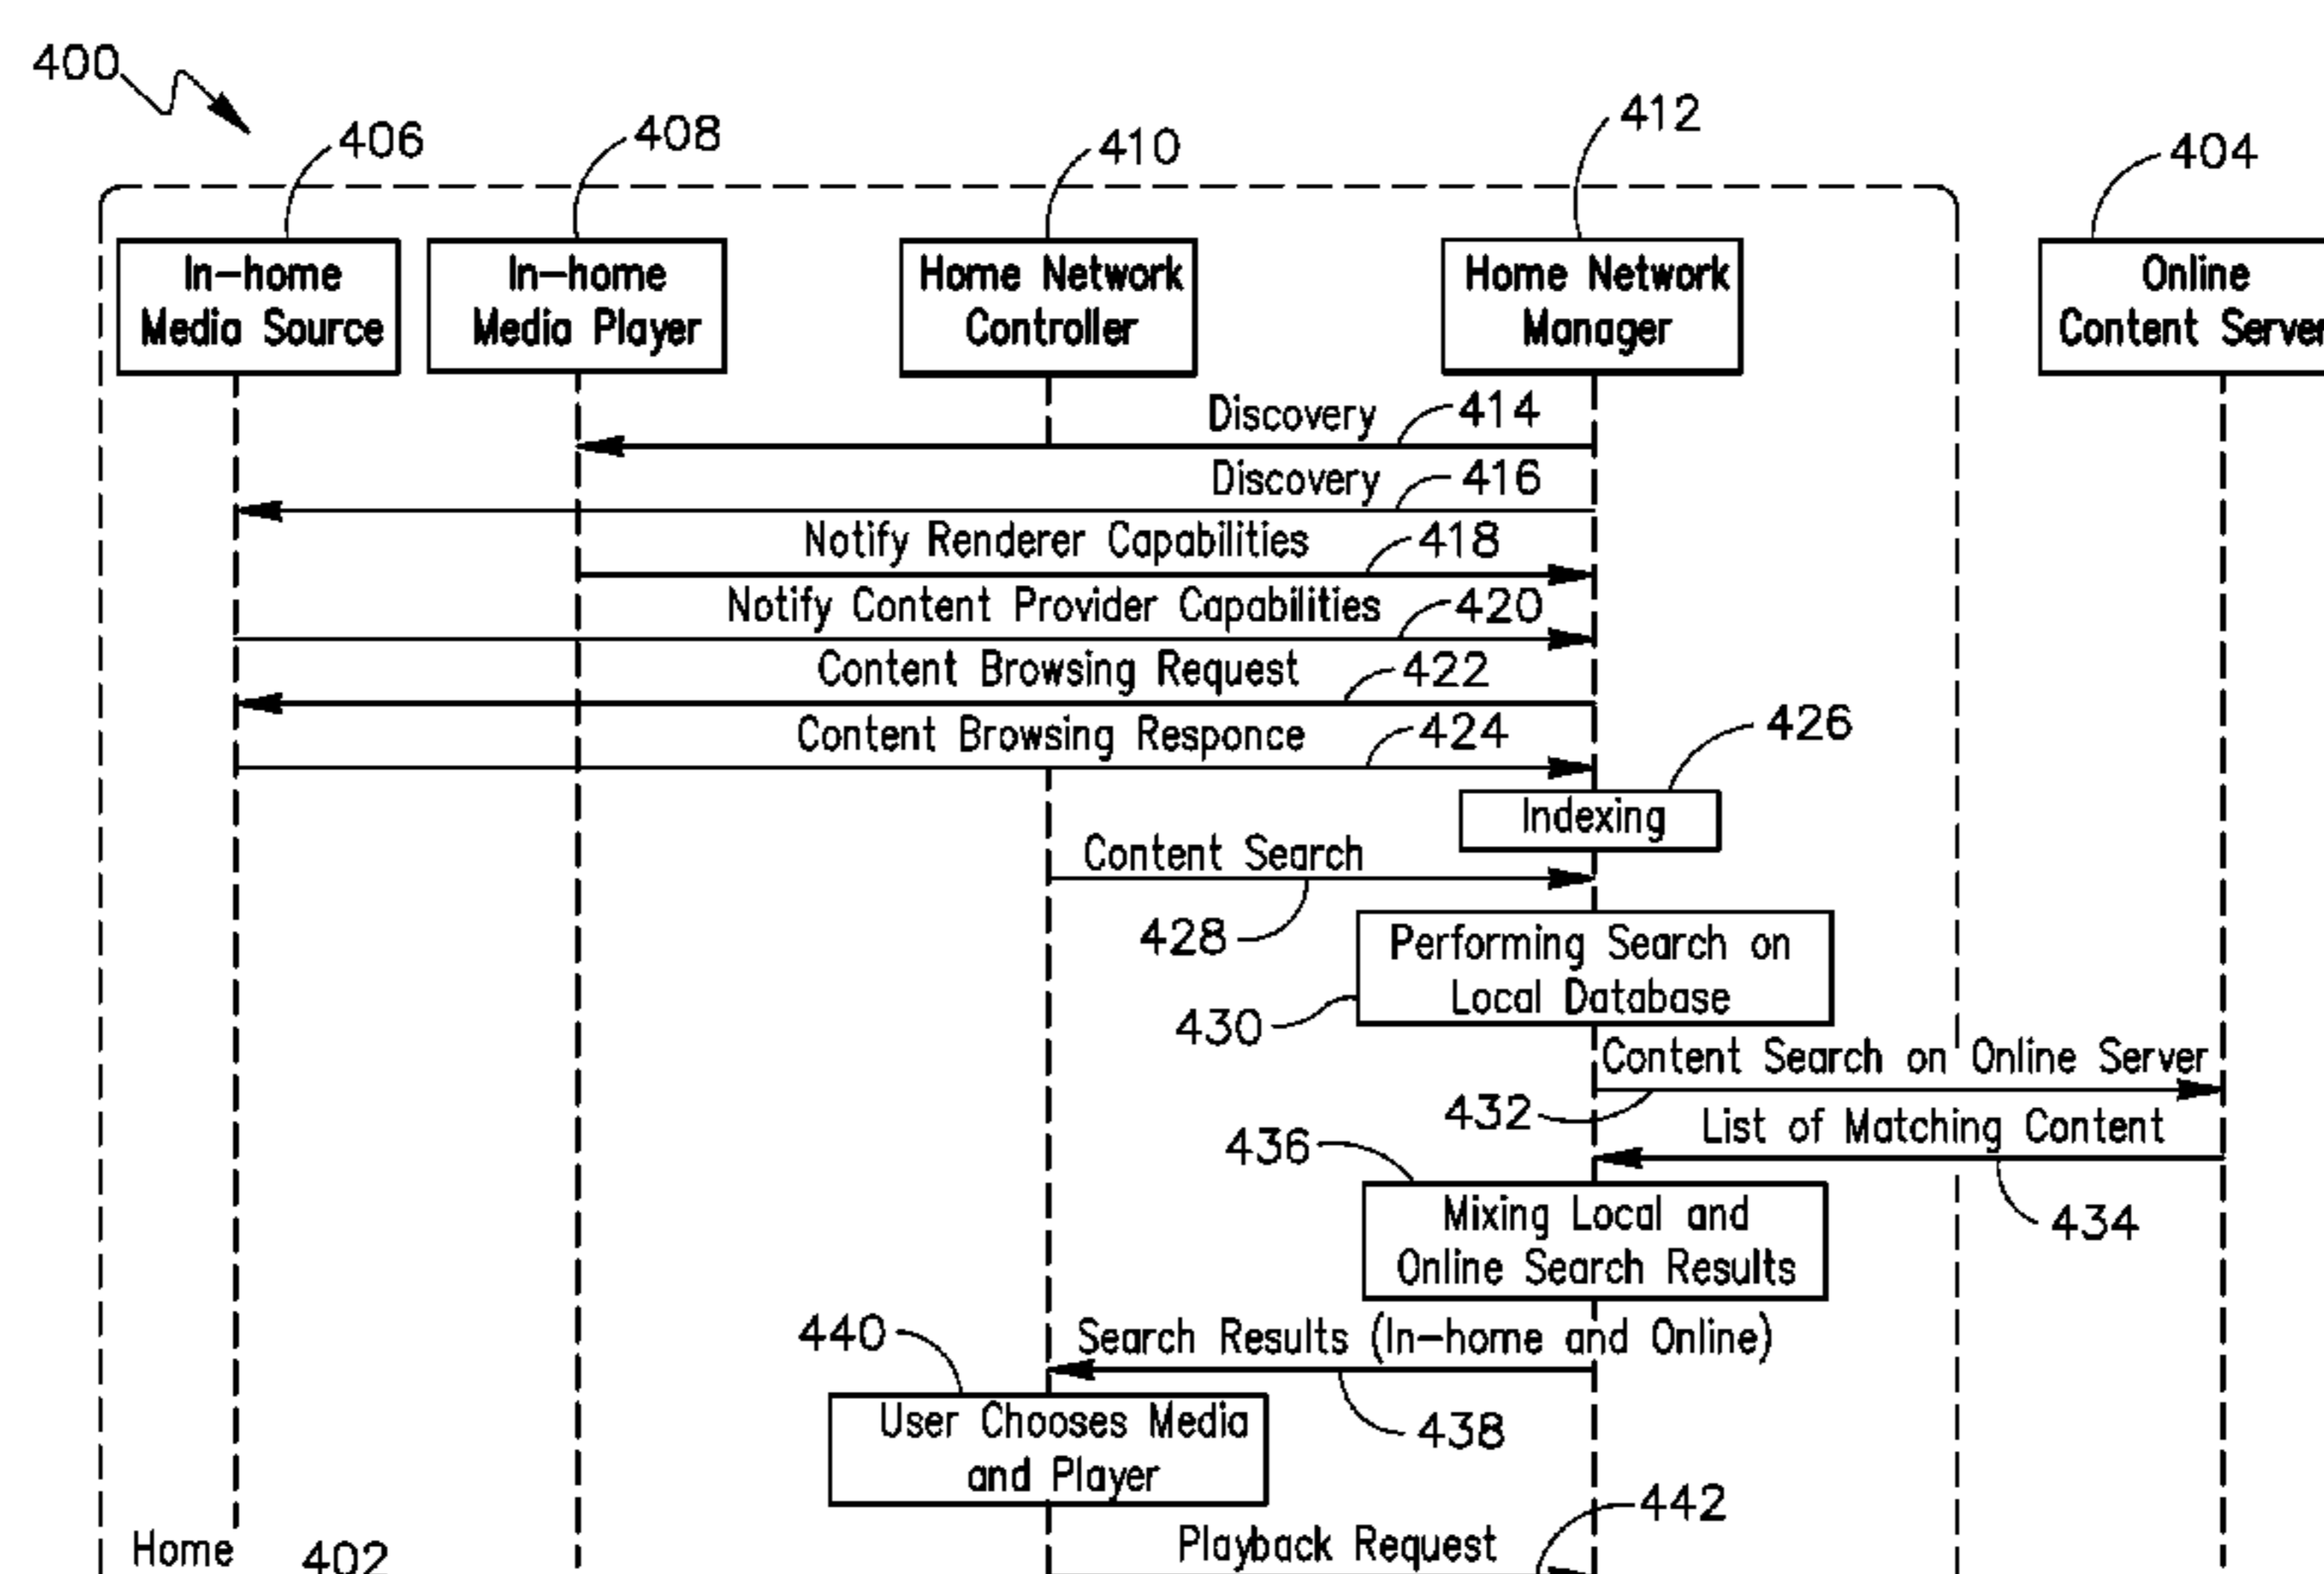 400
406
408
410
412
404
In-home
Media Source
In-home
Media Player
Home Network
Controller
Home Network
Manager
Online
Content Server
Discovery
414
Discovery
416
Notify Renderer Capabilities
418
Notify Content Provider Capabilities
420
Content Browsing Request
422
Content Browsing Responce
424
426
Indexing
Content Search
428
Performing Search on
Local Database
430
Content Search on Online Server
432
List of Matching Content
434
436
Mixing Local and
Online Search Results
Search Results (In-home and Online)
438
440
User Chooses Media
and Player
442
Playback Request
Home
402